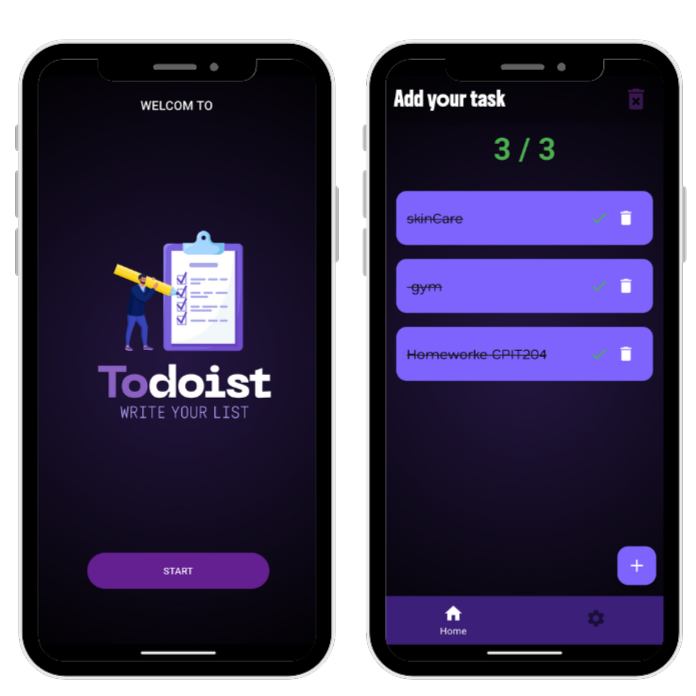 WELCOM TO
Todoist
WRITE YOUR LIST
START
Add your task
3 / 3
skinCare
gym
Homeworke CPIT204
Home